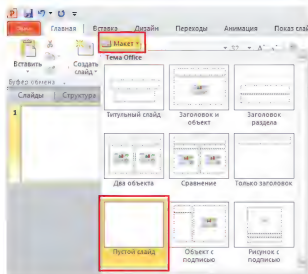 Главная Вставка Дизайн Переходы Анимация Показ слай
Вставить
Создать слайд
Макет
Буфер обмена
Слайды Структура
Тема Office
1
Титульный слайд
Заголовок и объект
Заголовок раздела
Два объекта
Сравнение
Только заголовок
Пустой слайд
Объект с подписью
Рисунок с подписью